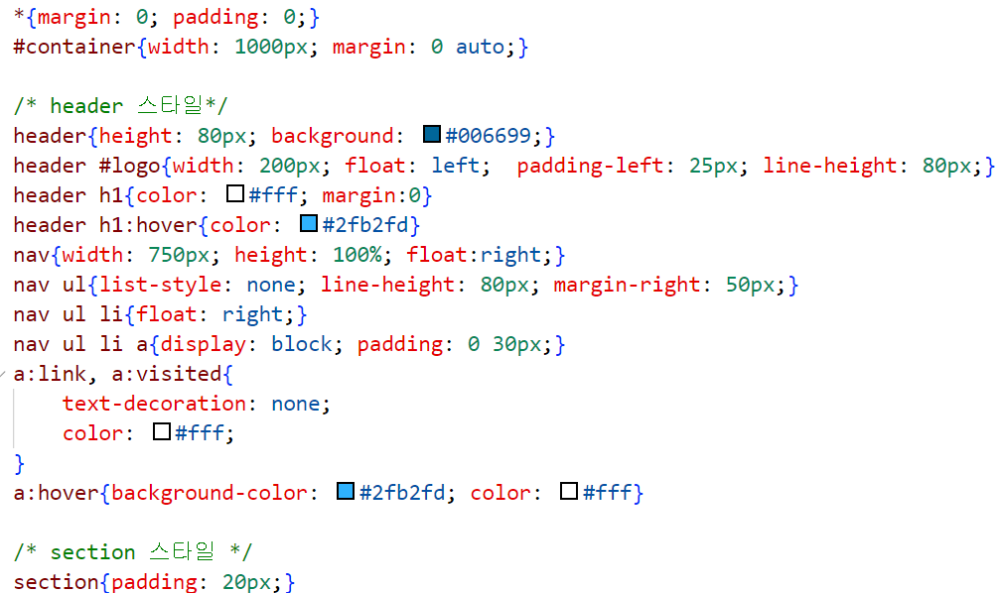 *{margin: 0; padding: 0;}
#container{width: 1000px; margin: 0 auto;}
/* header 스타일*/
header{height: 80px; background: #006699;}
header #logo{width: 200px; float: left;  padding-left: 25px; line-height: 80px;}
header h1{color: #fff; margin:0}
header h1:hover{color: #2fb2fd}
nav{width: 750px; height: 100%; float:right;}
nav ul{list-style: none; line-height: 80px; margin-right: 50px;}
nav ul li{float: right;}
nav ul li a{display: block; padding: 0 30px;}
a:link, a:visited{
    text-decoration: none;
    color: #fff;
}
a:hover{background-color: #2fb2fd; color: #fff}
/* section 스타일 */
section{padding: 20px;}